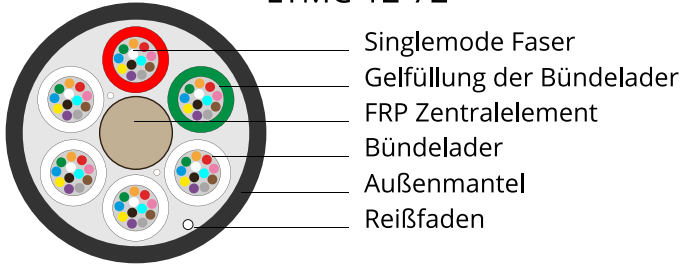 Singlemode Faser
Gelfüllung der Bündelader
FRP Zentralelement
Bündelader
Außenmantel
Reißfaden